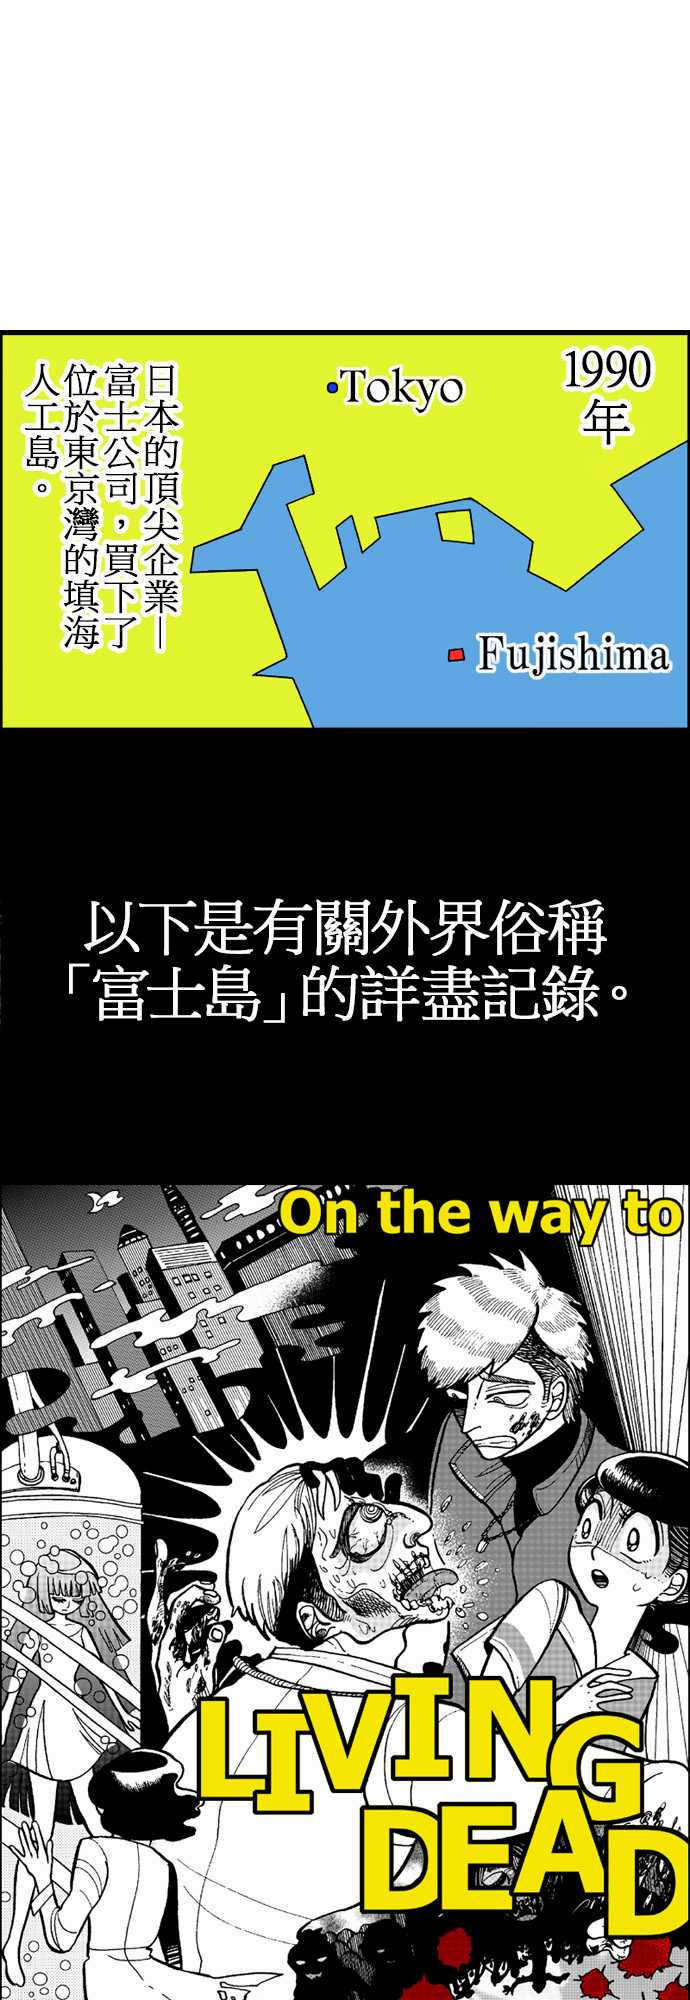 1990
年
日本的頂尖企業—
富士公司，買下了
位於東京灣的填海
人工島。
Tokyo
Fujishima
以下是有關外界俗稱
「富士島」的詳盡記錄。
On the way to
LIVING
DEAD